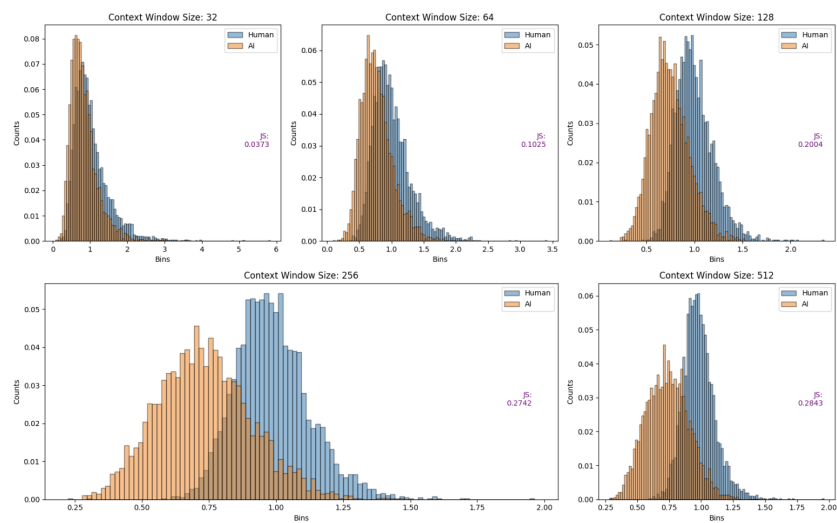 Context Window Size: 32
Human
AI
0.08
0.07
0.06
0.05
0.04
0.03
0.02
0.01
0.00
Counts
JS:
0.0373
0
1
2
3
4
5
6
Bins
Context Window Size: 64
Human
AI
0.06
0.05
0.04
0.03
0.02
0.01
0.00
Counts
JS:
0.1025
0.0
0.5
1.0
1.5
2.0
2.5
3.0
3.5
Bins
Context Window Size: 128
Human
AI
0.05
0.04
0.03
0.02
0.01
0.00
Counts
JS:
0.2004
0.5
1.0
1.5
2.0
Bins
Context Window Size: 256
Human
AI
0.05
0.04
0.03
0.02
0.01
0.00
Counts
JS:
0.2742
0.25
0.50
0.75
1.00
1.25
1.50
1.75
2.00
Bins
Context Window Size: 512
Human
AI
0.06
0.05
0.04
0.03
0.02
0.01
0.00
Counts
JS:
0.2843
0.25
0.50
0.75
1.00
1.25
1.50
1.75
2.00
Bins